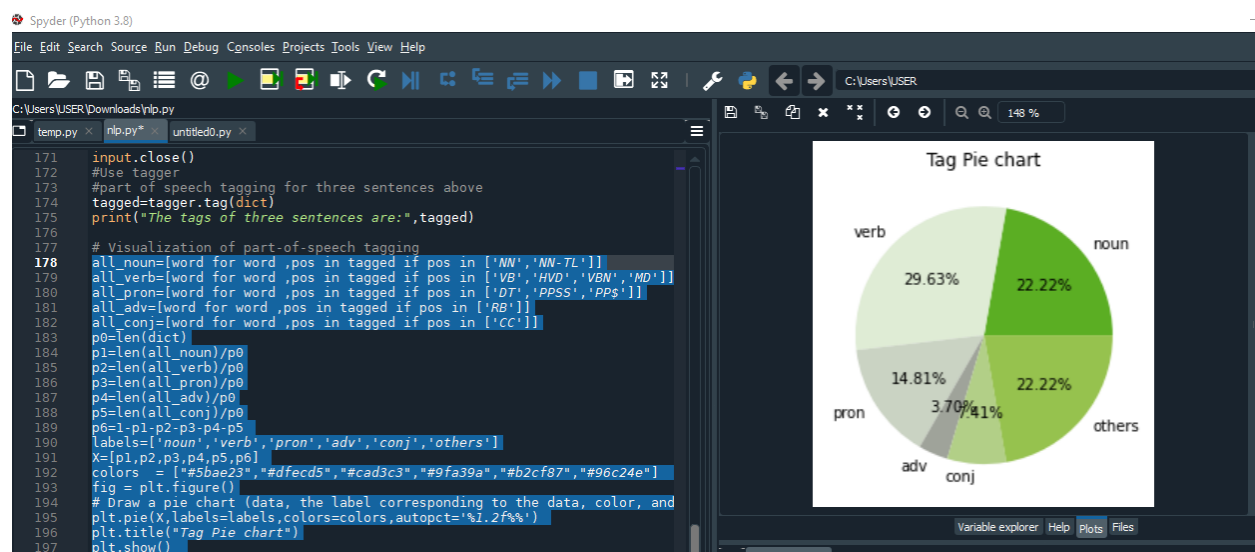 Spyder (Python 3.8)
File Edit Search Source Run Debug Consoles Projects Tools View Help
C:\Users\USER
C:\Users\USER\Downloads\nlp.py
148 %
temp.py nlp.py* untitled0.py
171 input.close()
172 #Use tagger
173 #part of speech tagging for three sentences above
174 tagged=tagger.tag(dict)
175 print("The tags of three sentences are:",tagged)
176
177 # Visualization of part-of-speech tagging
178 all_noun=[word for word ,pos in tagged if pos in ['NN','NN-TL']]
179 all_verb=[word for word ,pos in tagged if pos in ['VB','HVD','VBN','MD']]
180 all_pron=[word for word ,pos in tagged if pos in ['DT','PPSS','PP$']]
181 all_adv=[word for word ,pos in tagged if pos in ['RB']]
182 all_conj=[word for word ,pos in tagged if pos in ['CC']]
183 p0=len(dict)
184 p1=len(all_noun)/p0
185 p2=len(all_verb)/p0
186 p3=len(all_pron)/p0
187 p4=len(all_adv)/p0
188 p5=len(all_conj)/p0
189 p6=1-p1-p2-p3-p4-p5
190 labels=['noun','verb','pron','adv','conj','others']
191 X=[p1,p2,p3,p4,p5,p6]
192 colors  = ["#5bae23","#dfecd5","#cad3c3","#9fa39a","#b2cf87","#96c24e"]
193 fig = plt.figure()
194 # Draw a pie chart (data, the label corresponding to the data, color, and
195 plt.pie(X,labels=labels,colors=colors,autopct='%1.2f%%')
196 plt.title("Tag Pie chart")
197 plt.show()
Tag Pie chart
verb
noun
29.63%
22.22%
14.81%
22.22%
3.70%
7.41%
pron
others
adv
conj
Variable explorer Help Plots Files